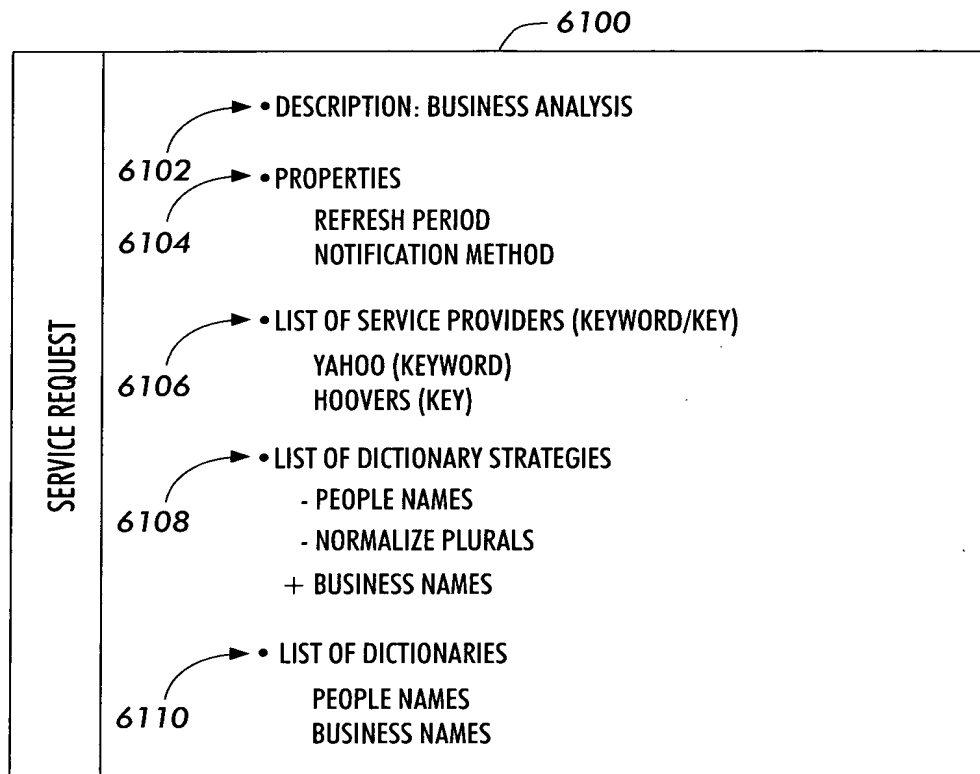 6100
SERVICE REQUEST
6102
• DESCRIPTION: BUSINESS ANALYSIS
6104
• PROPERTIES
REFRESH PERIOD
NOTIFICATION METHOD
6106
• LIST OF SERVICE PROVIDERS (KEYWORD/KEY)
YAHOO (KEYWORD)
HOOVERS (KEY)
6108
• LIST OF DICTIONARY STRATEGIES
- PEOPLE NAMES
- NORMALIZE PLURALS
+ BUSINESS NAMES
6110
• LIST OF DICTIONARIES
PEOPLE NAMES
BUSINESS NAMES